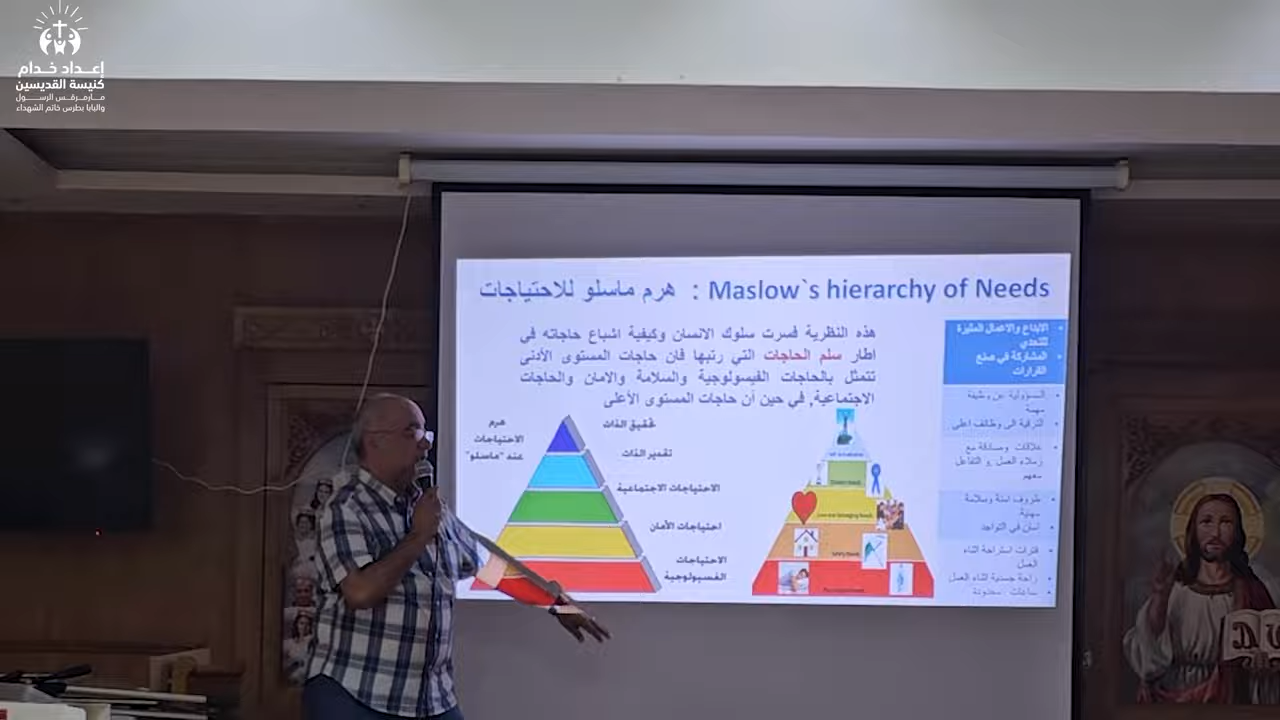 إعداد خدام
كنيسة القديسين
مارمرقس الرسول
والبابا بطرس خاتم الشهداء
هرم ماسلو للاحتياجات : Maslow`s hierarchy of Needs
هذه النظرية فسرت سلوك الانسان وكيفية اشباع حاجاته في
اطار سلم الحاجات التي رتبها فان حاجات المستوى الأدنى
تتمثل بالحاجات الفيسولوجية والسلامة والامان والحاجات
الاجتماعية, في حين أن حاجات المستوى الأعلى
الابداع والاعمال المثيرة
للتحدي
المشاركة في صنع
القرارات
المسؤولية عن وظيفة
مهمة
الترقية الى وظائف اعلى
علاقات وصداقة مع
زملاء العمل و التفاعل
معهم
ظروف امنة وسلامة
مهنية
امان في التواجد
فترات استراحة اثناء
العمل
راحة جسدية اثناء العمل
ساعات
هرم
الاحتياجات
عند "ماسلو"
تحقيق الذات
تقدير الذات
الاحتياجات الاجتماعية
احتياجات الأمان
الاحتياجات
الفسيولوجية